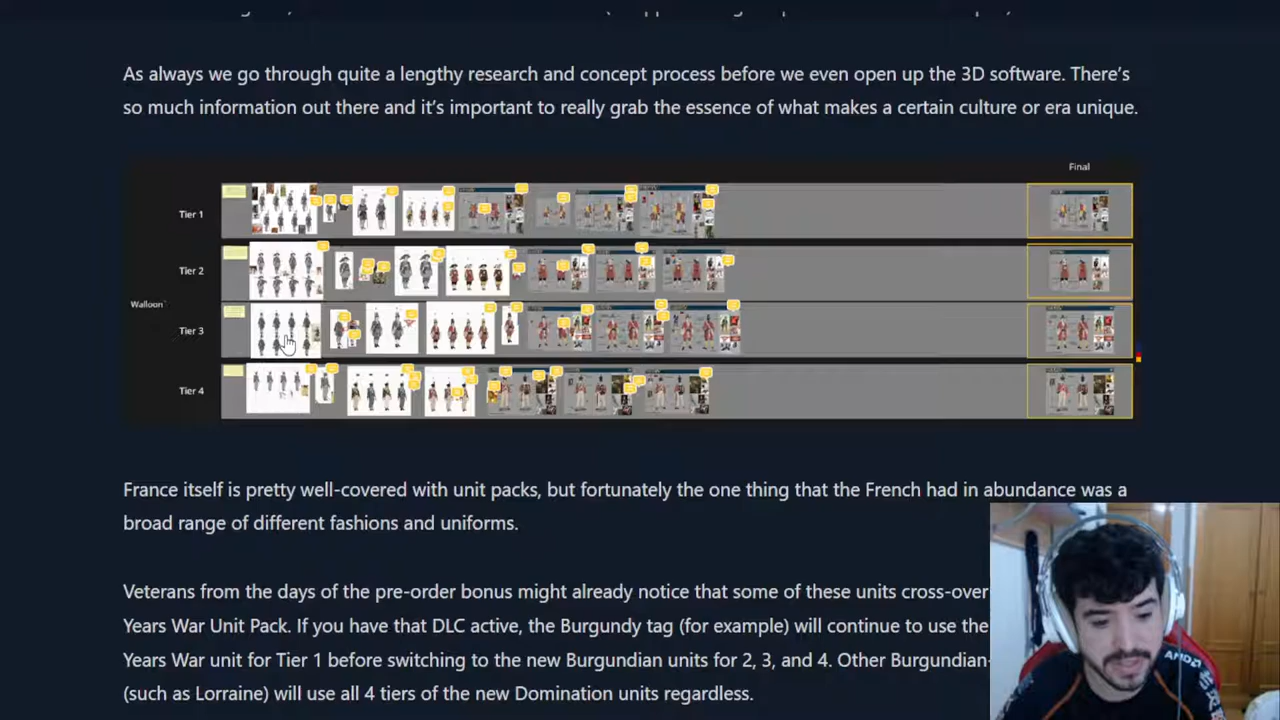 As always we go through quite a lengthy research and concept process before we even open up the 3D software. There's
so much information out there and it's important to really grab the essence of what makes a certain culture or era unique.
Final
Tier 1
Tier 2
Walloon
Tier 3
Tier 4
France itself is pretty well-covered with unit packs, but fortunately the one thing that the French had in abundance was a
broad range of different fashions and uniforms.
Veterans from the days of the pre-order bonus might already notice that some of these units cross-over
Years War Unit Pack. If you have that DLC active, the Burgundy tag (for example) will continue to use the
Years War unit for Tier 1 before switching to the new Burgundian units for 2, 3, and 4. Other Burgundian-
(such as Lorraine) will use all 4 tiers of the new Domination units regardless.
AMD